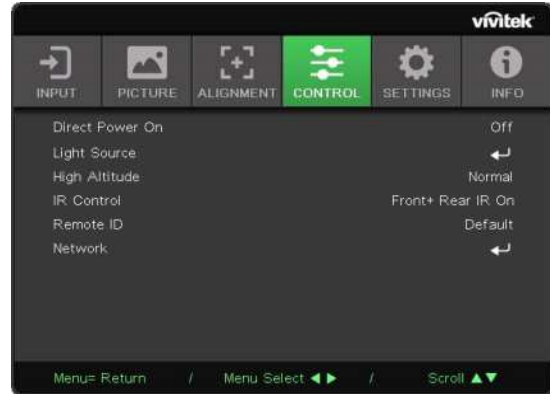 vivitek
INPUT PICTURE ALIGNMENT CONTROL SETTINGS INFO
Direct Power On Off
Light Source
High Altitude Normal
IR Control Front+ Rear IR On
Remote ID Default
Network
Menu= Return / Menu Select ◀ ▶ / Scroll ▲▼